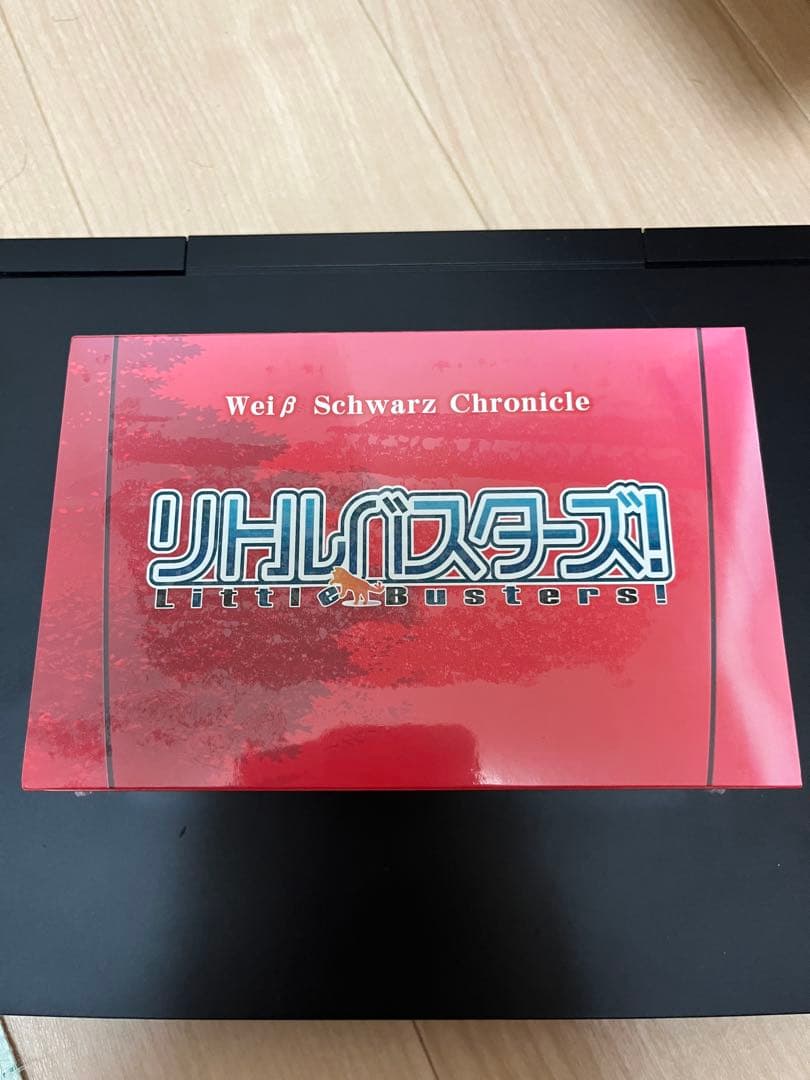 Weiβ Schwarz Chronicle
リトルバスターズ!
Little Busters!